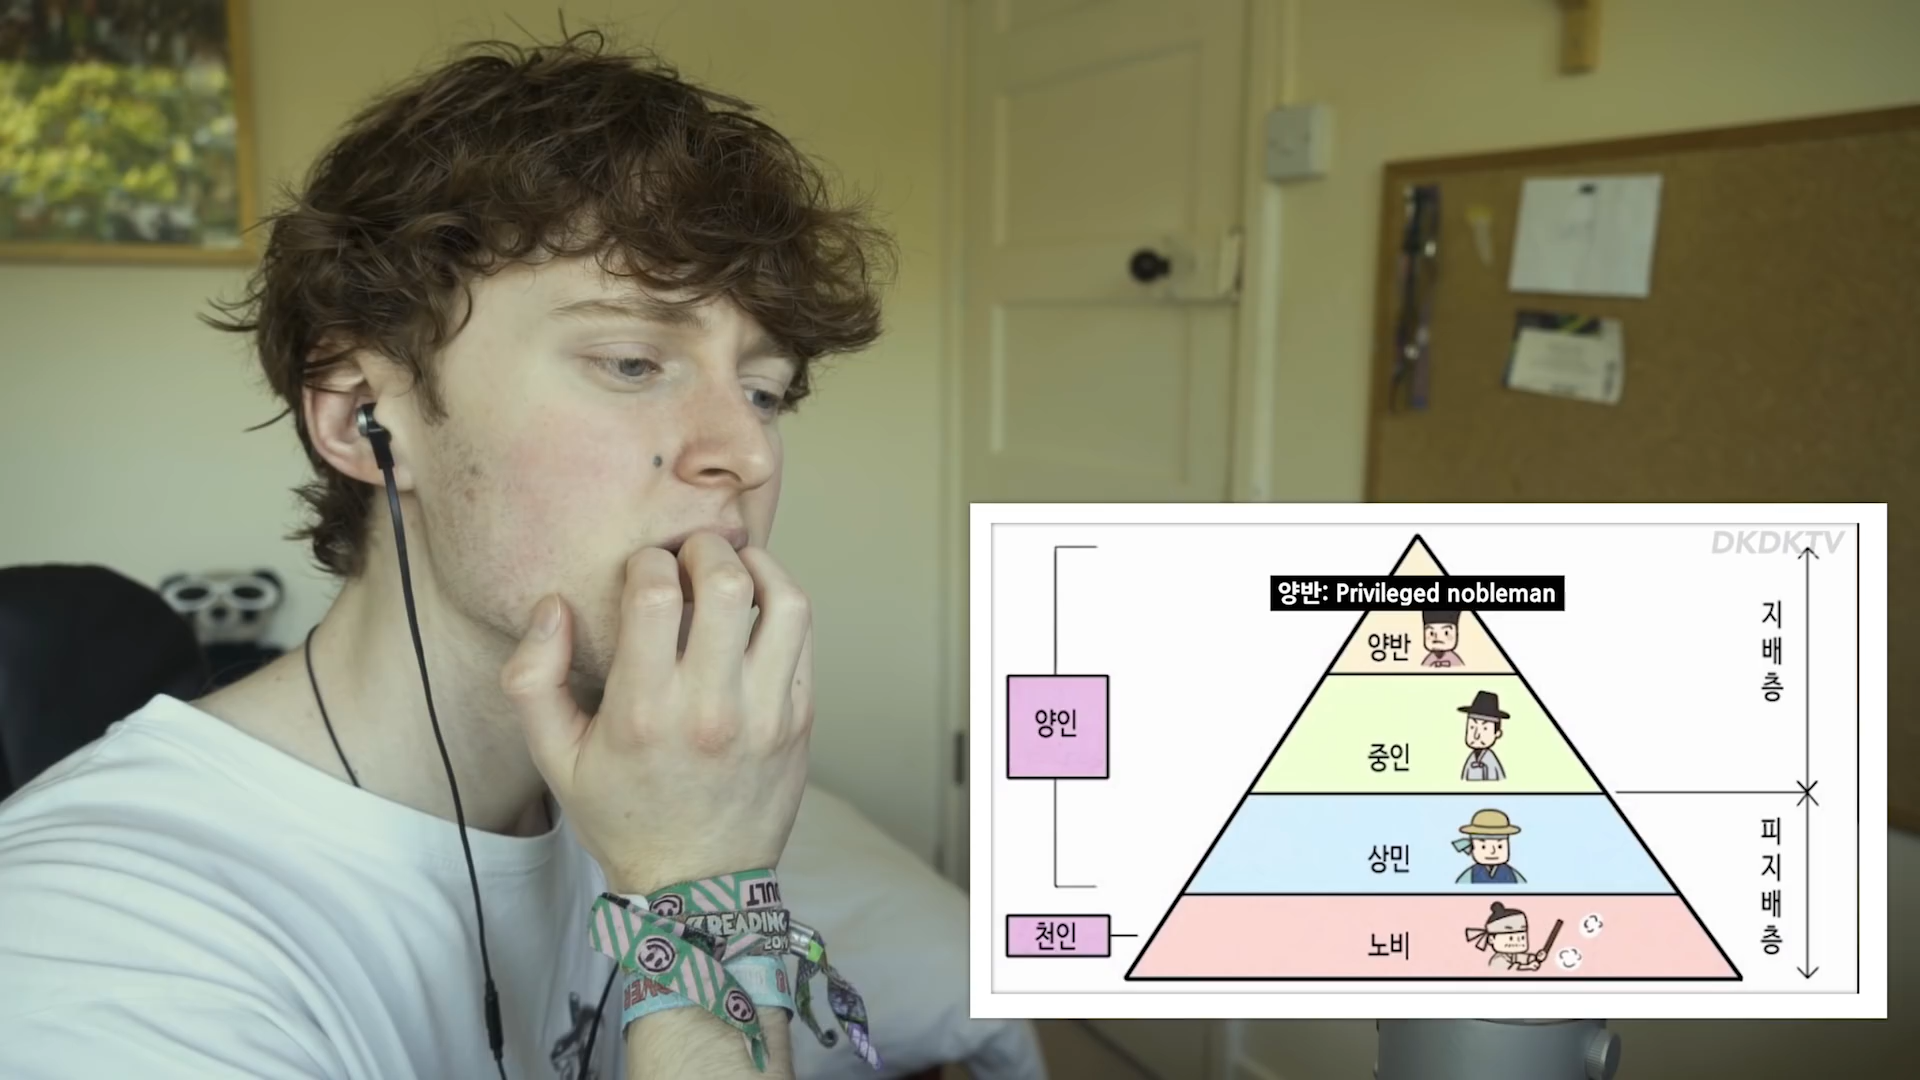 DKDKTV
양반: Privileged nobleman
양반
중인
상민
노비
양인
천인
지배층
피지배층
READING